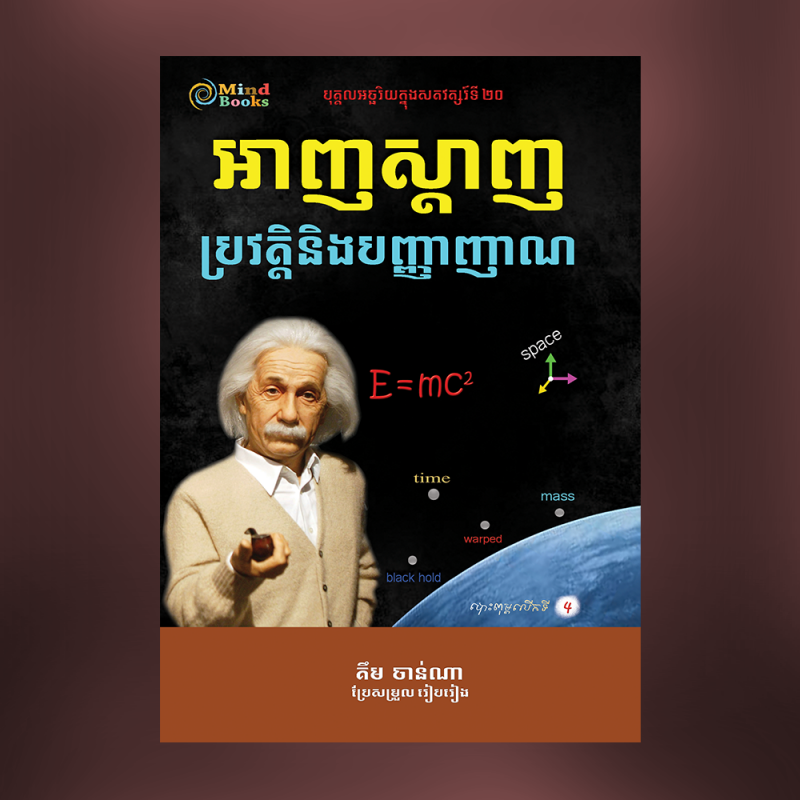 Mind
Books
បុគ្គលអច្ឆរិយក្នុងសតវត្សរ៍ទី ២០
អាញស្តាញ
ប្រវត្តិនិងបញ្ញាញាណ
space
E=mc²
time
mass
warped
black hold
បោះពុម្ពលើកទី 4
គឹម ចាន់ណា
ប្រែសម្រួល រៀបរៀង